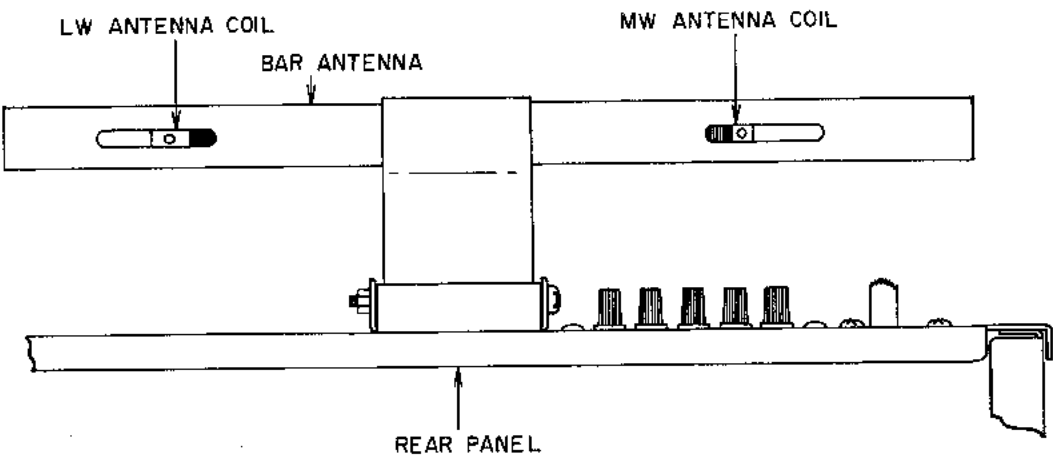 LW ANTENNA COIL
MW ANTENNA COIL
BAR ANTENNA
REAR PANEL